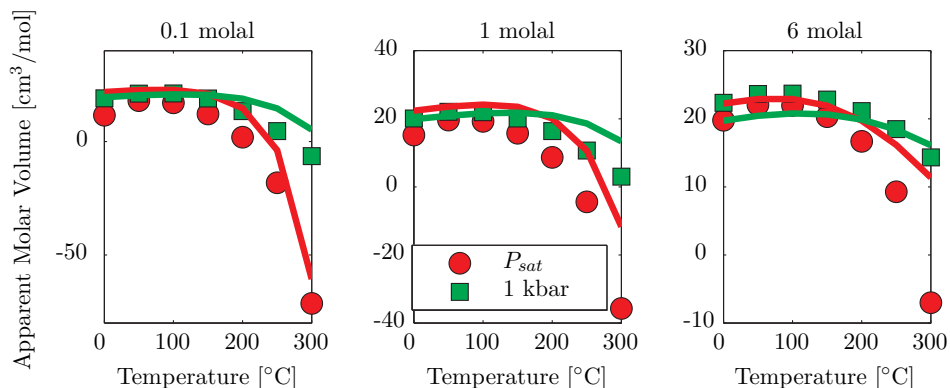 0.1 molal
1 molal
6 molal
Apparent Molar Volume [cm³/mol]
0
-50
0 100 200 300
Temperature [°C]
40
20
0
-20
-40
P_sat
1 kbar
0 100 200 300
Temperature [°C]
30
20
10
0
-10
0 100 200 300
Temperature [°C]